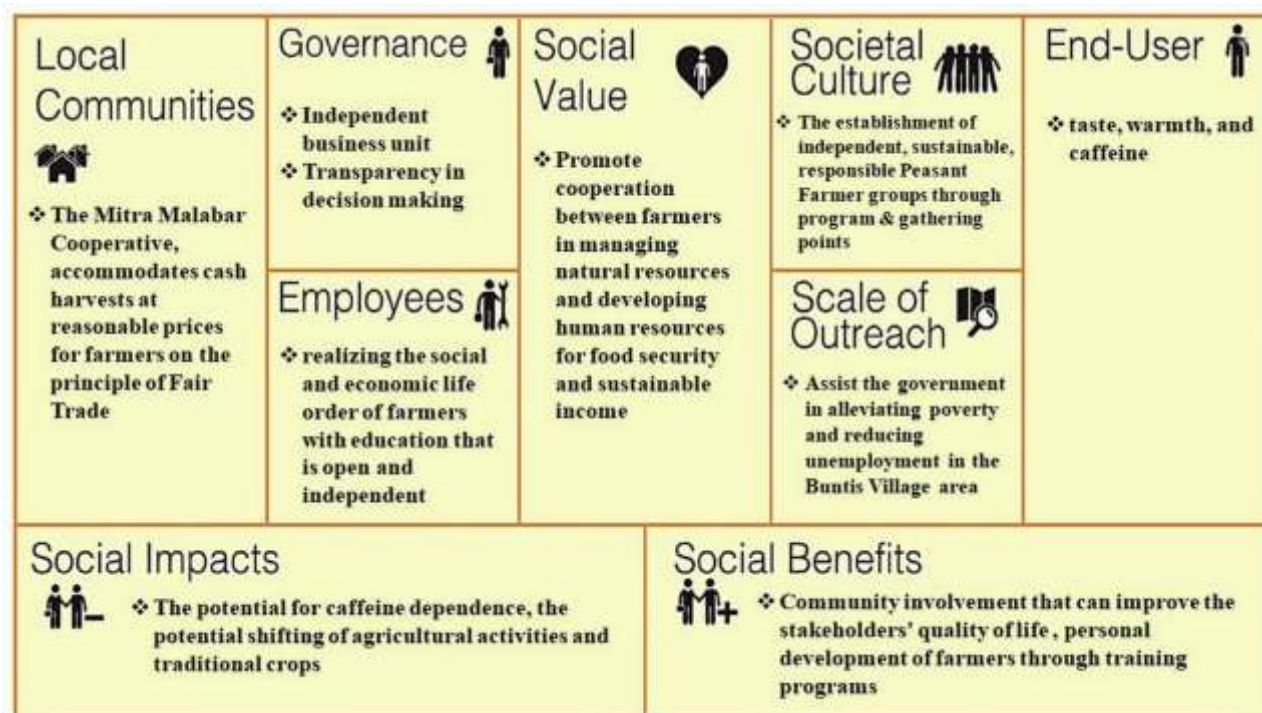 Local
Communities
❖ The Mitra Malabar
Cooperative,
accommodates cash
harvests at
reasonable prices
for farmers on the
principle of Fair
Trade
Governance
❖ Independent
business unit
❖ Transparency in
decision making
Employees
❖ realizing the social
and economic life
order of farmers
with education that
is open and
independent
Social
Value
❖ Promote
cooperation
between farmers
in managing
natural resources
and developing
human resources
for food security
and sustainable
income
Societal
Culture
❖ The establishment of
independent, sustainable,
responsible Peasant
Farmer groups through
program & gathering
points
Scale of
Outreach
❖ Assist the government
in alleviating poverty
and reducing
unemployment in the
Buntis Village area
End-User
❖ taste, warmth, and
caffeine
Social Impacts
❖ The potential for caffeine dependence, the
potential shifting of agricultural activities and
traditional crops
Social Benefits
❖ Community involvement that can improve the
stakeholders' quality of life , personal
development of farmers through training
programs